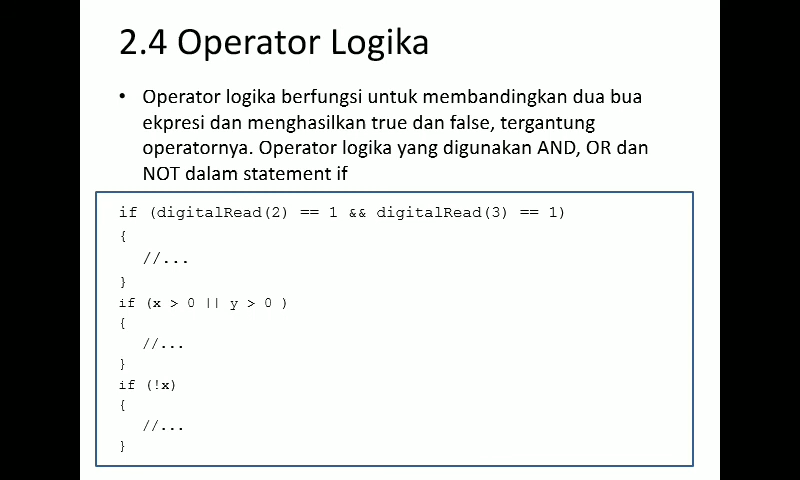 2.4 Operator Logika
• Operator logika berfungsi untuk membandingkan dua bua
ekpresi dan menghasilkan true dan false, tergantung
operatornya. Operator logika yang digunakan AND, OR dan
NOT dalam statement if
if (digitalRead(2) == 1 && digitalRead(3) == 1)
{
//...
}
if (x > 0 || y > 0 )
{
//...
}
if (!x)
{
//...
}